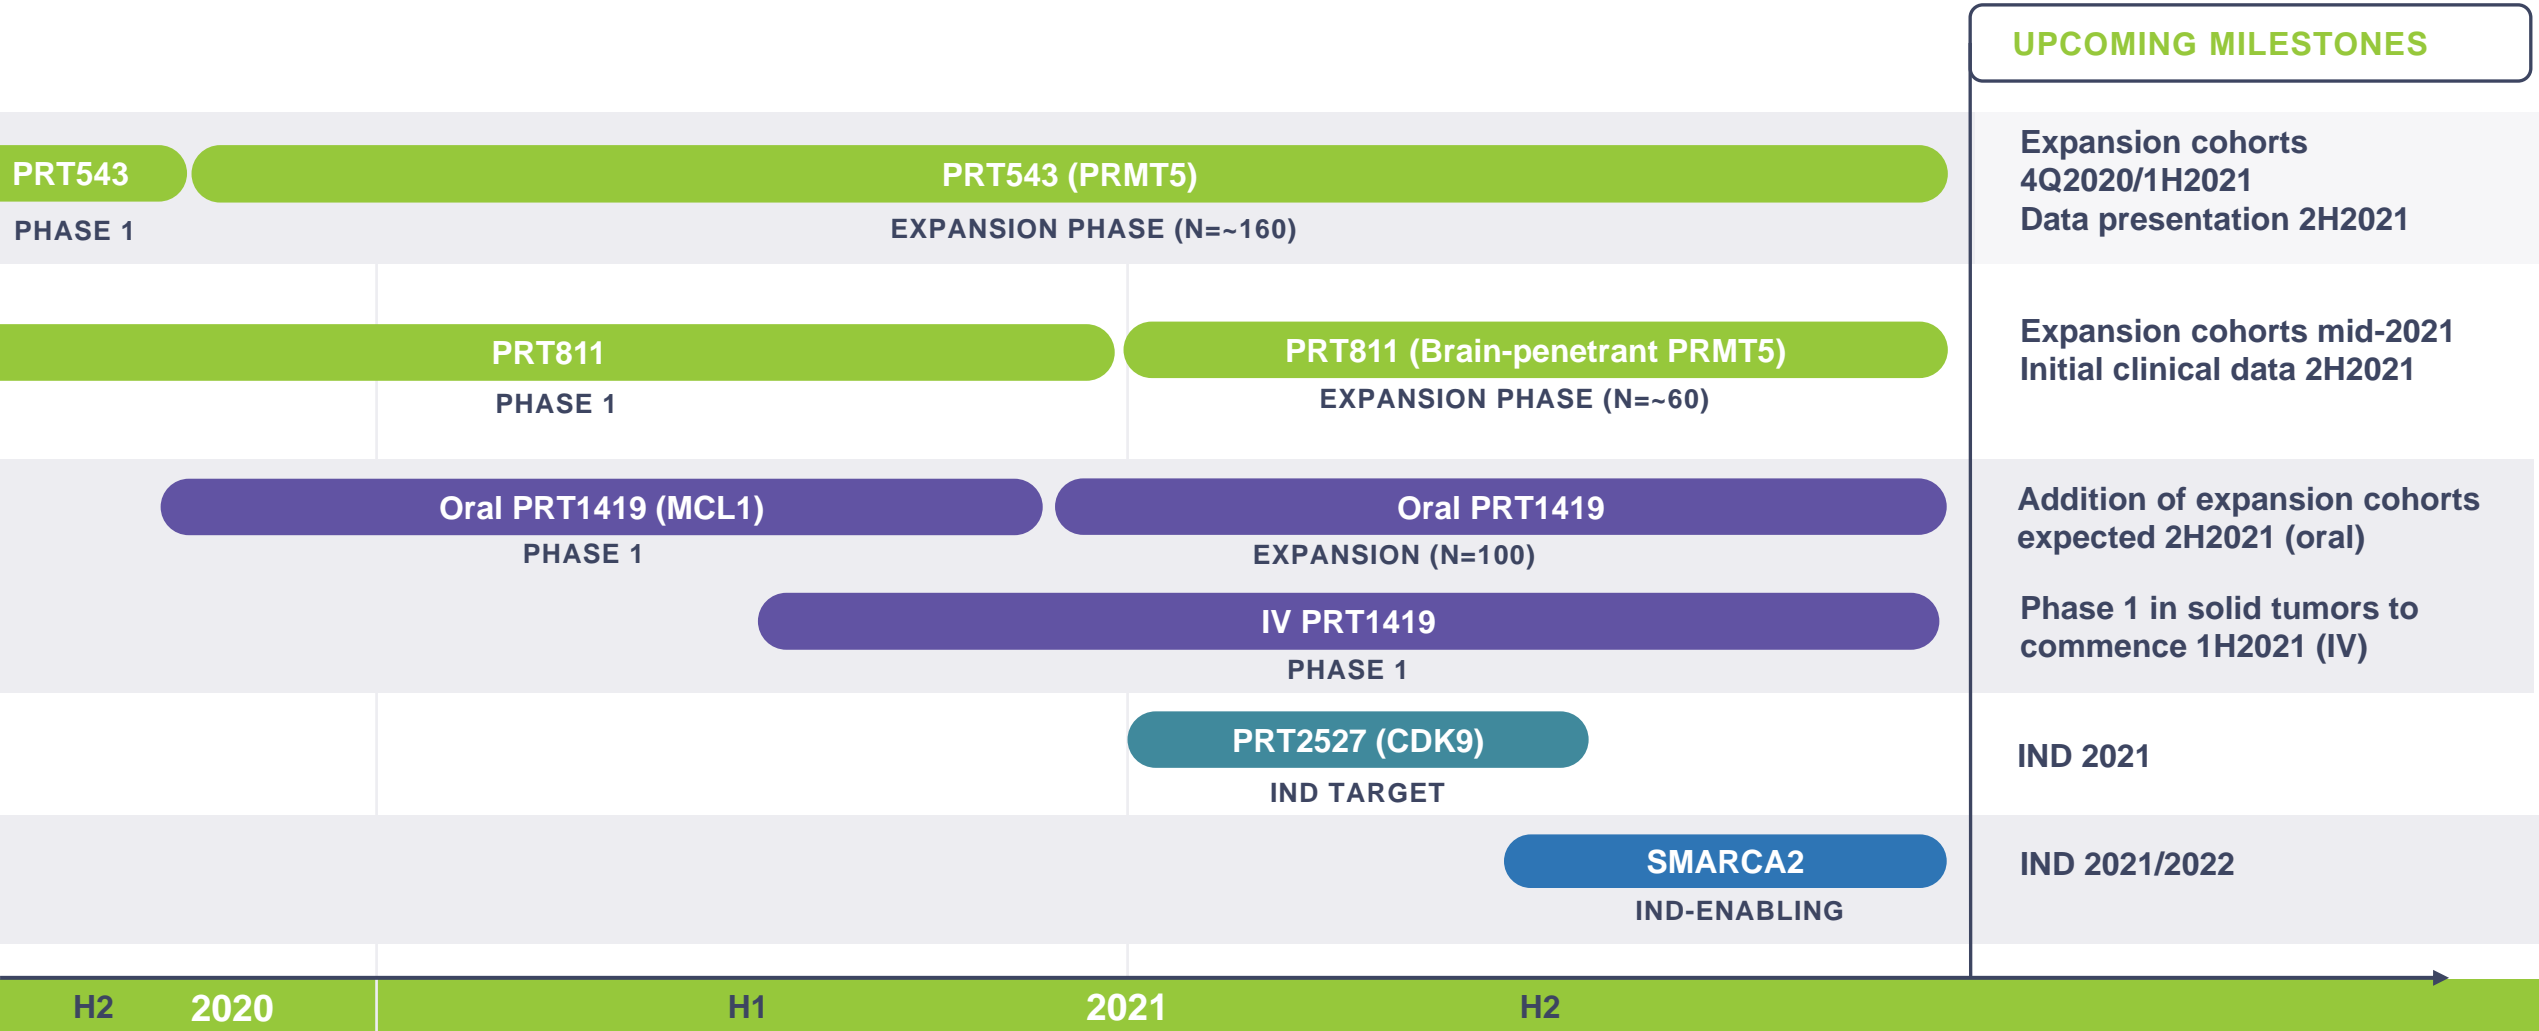 UPCOMING MILESTONES
PRT543
PRT543 (PRMT5)
PHASE 1
EXPANSION PHASE (N=~160)
Expansion cohorts
4Q2020/1H2021
Data presentation 2H2021
PRT811
PRT811 (Brain-penetrant PRMT5)
PHASE 1
EXPANSION PHASE (N=~60)
Expansion cohorts mid-2021
Initial clinical data 2H2021
Oral PRT1419 (MCL1)
Oral PRT1419
PHASE 1
EXPANSION (N=100)
Addition of expansion cohorts
expected 2H2021 (oral)
IV PRT1419
PHASE 1
Phase 1 in solid tumors to
commence 1H2021 (IV)
PRT2527 (CDK9)
IND TARGET
IND 2021
SMARCA2
IND-ENABLING
IND 2021/2022
H2 2020 H1 2021 H2